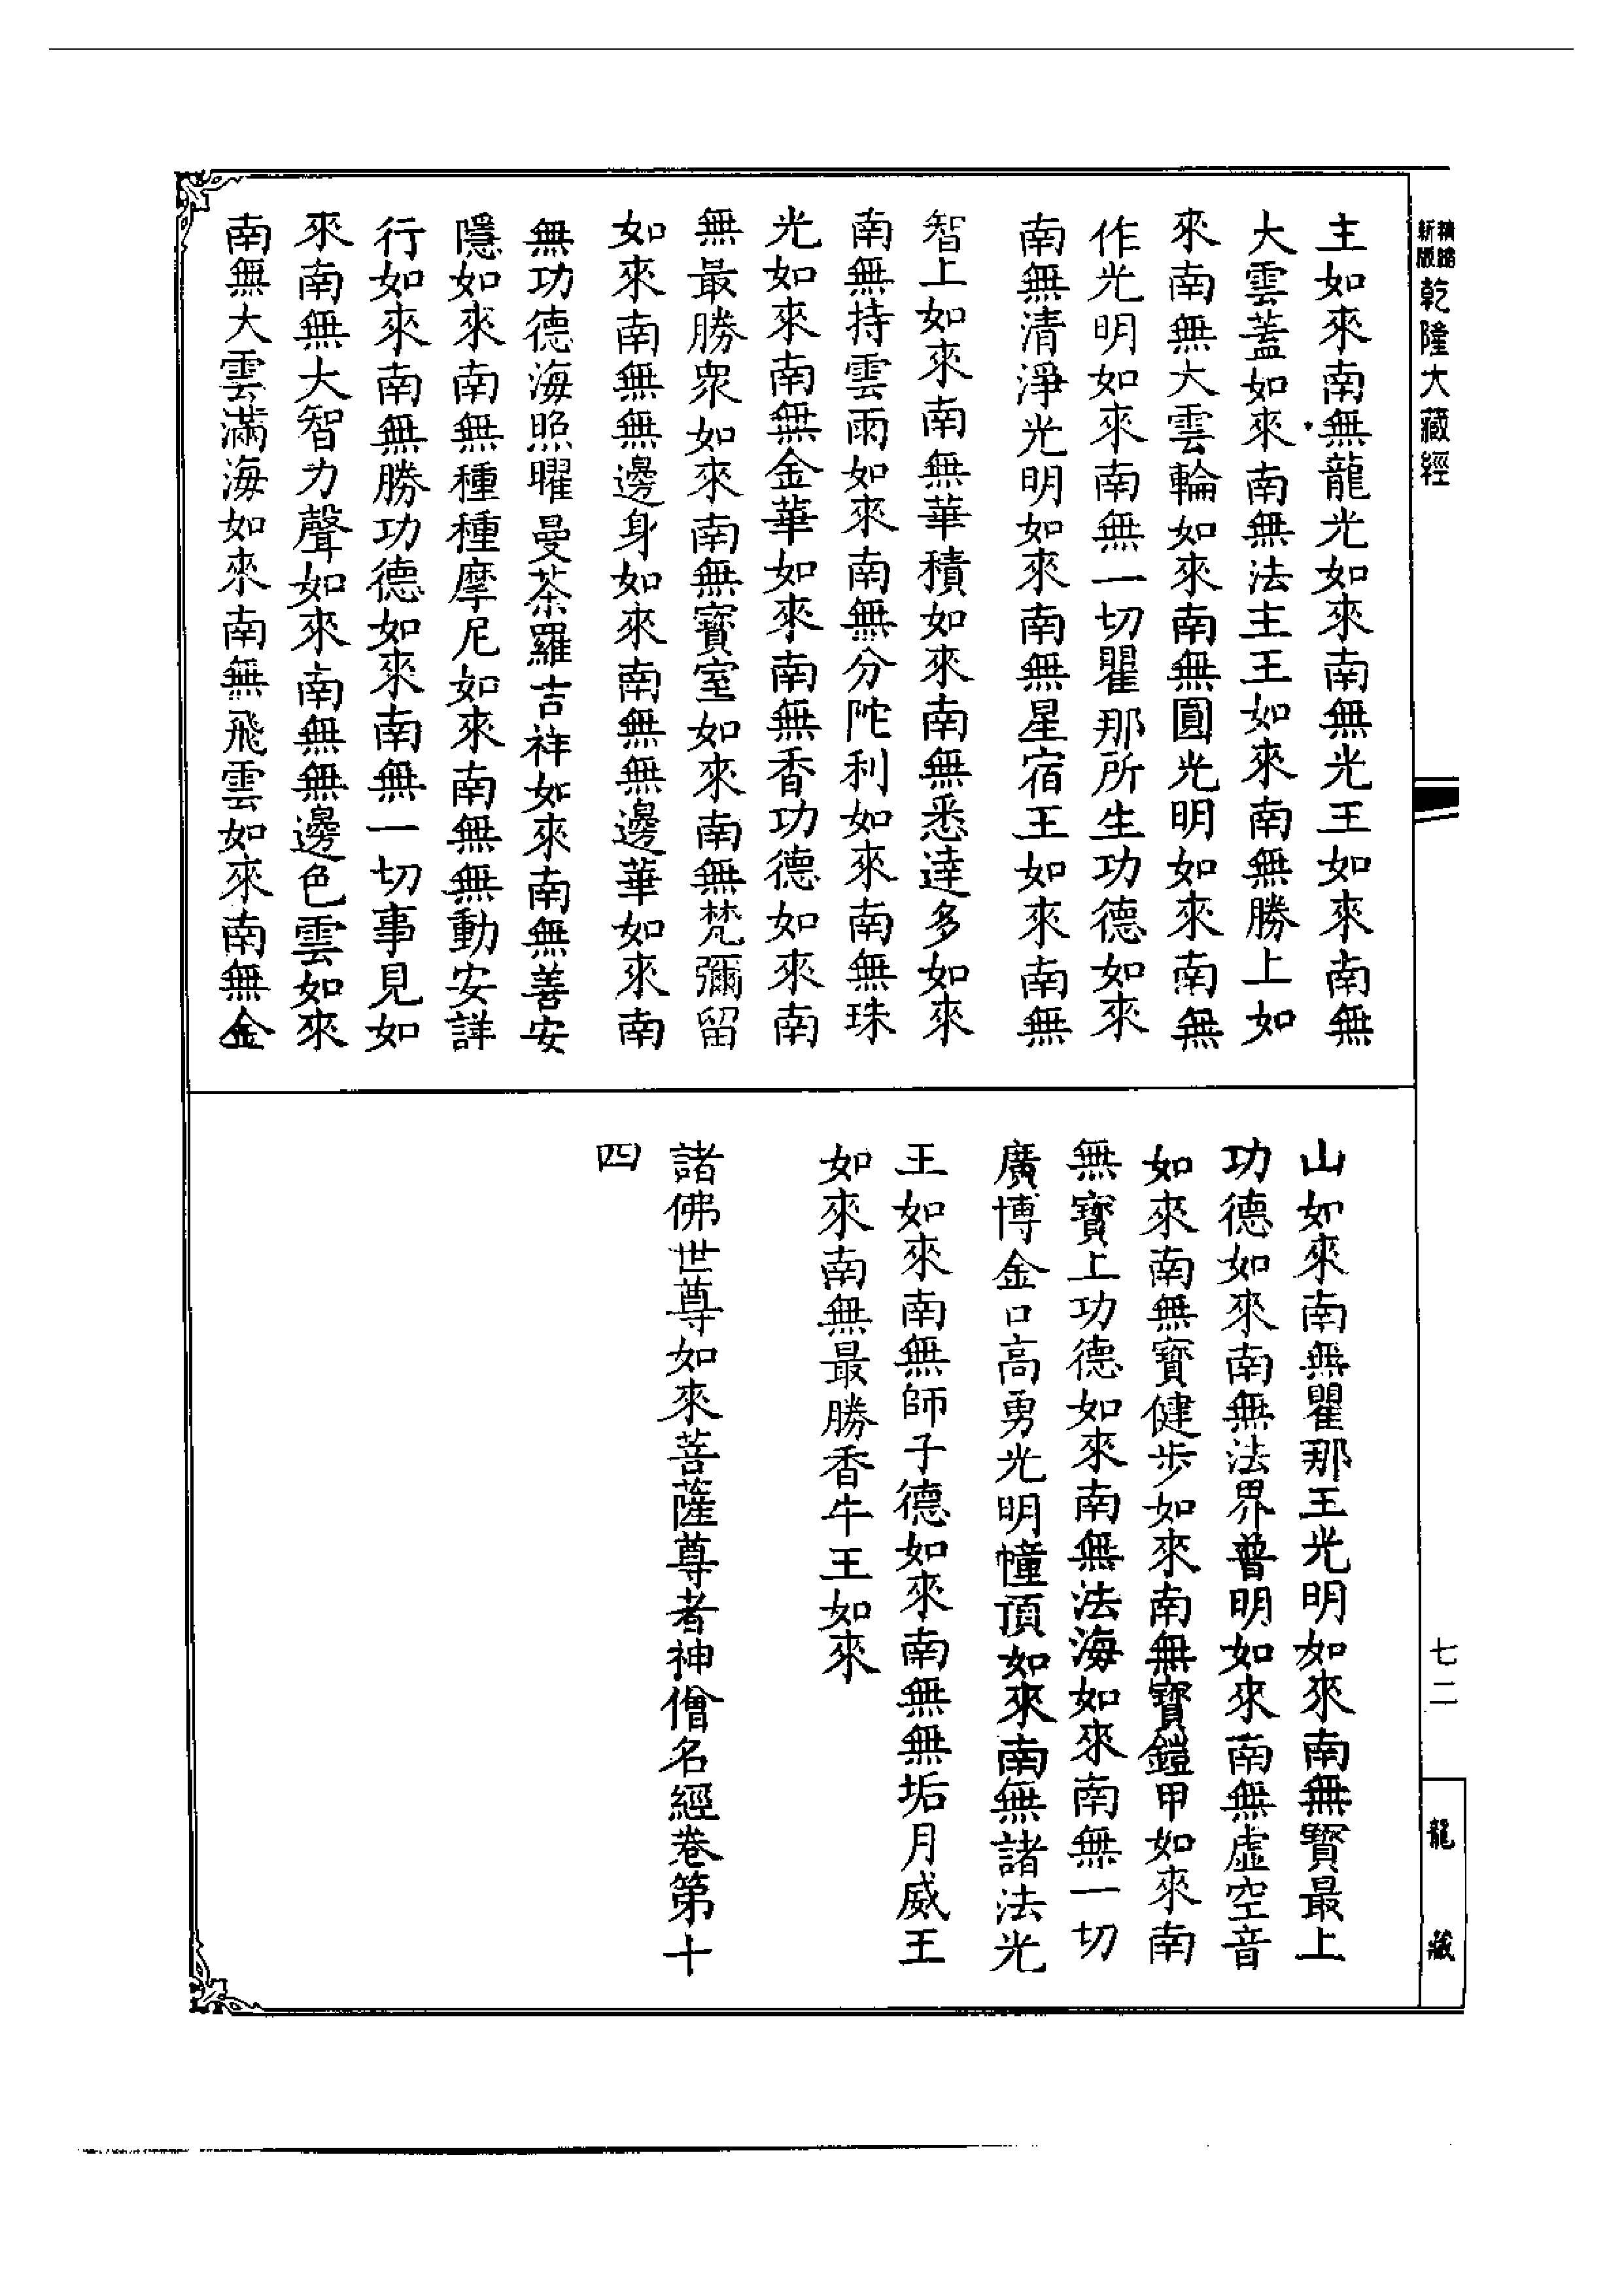 精縮新版乾隆大藏經
主如來南無龍光如來南無光王如來南無
大雲蓋如來南無法主王如來南無勝上如
來南無大雲輪如來南無圓光明如來南無
作光明如來南無一切瞿那所生功德如來
南無清淨光明如來南無星宿王如來南無
智上如來南無華積如來南無悉達多如來
南無持雲雨如來南無分陀利如來南無珠
光如來南無金華如來南無香功德如來南
無最勝眾如來南無寶室如來南無梵彌留
如來南無無邊身如來南無無邊華如來南
無功德海照曜曼茶羅吉祥如來南無善安
隱如來南無種種摩尼如來南無無動安詳
行如來南無勝功德如來南無一切事見如
來南無大智力聲如來南無無邊色雲如來
南無大雲滿海如來南無飛雲如來南無金
山如來南無瞿那王光明如來南無寶最上
功德如來南無法界普明如來南無虛空音
如來南無寶健步如來南無寶鎧甲如來南
無寶上功德如來南無法海如來南無一切
廣博金口高勇光明幢頂如來南無諸法光
王如來南無師子德如來南無無垢月威王
如來南無最勝香牛王如來
諸佛世尊如來菩薩尊者神僧名經卷第十
四
七二
龍藏